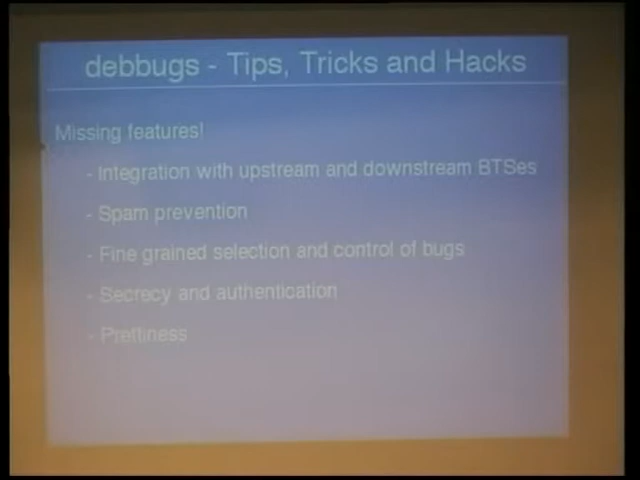 debbugs - Tips, Tricks and Hacks
Missing features!
- Integration with upstream and downstream BTSes
- Spam prevention
- Fine grained selection and control of bugs
- Secrecy and authentication
- Prettiness